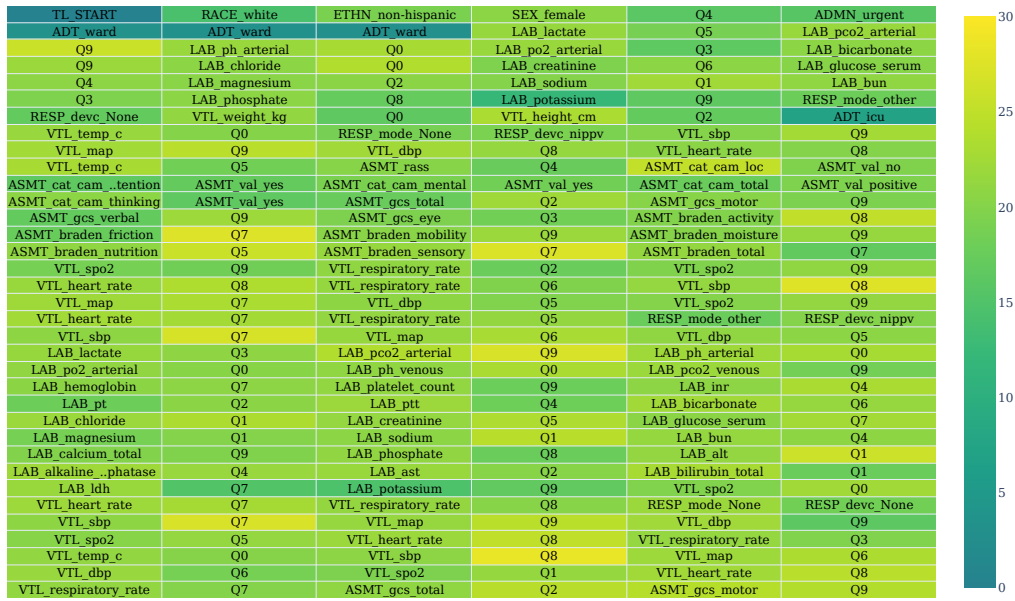 TL_START RACE_white ETHN_non-hispanic SEX_female Q4 ADMN_urgent
ADT_ward ADT_ward ADT_ward LAB_lactate Q5 LAB_pco2_arterial
Q9 LAB_ph_arterial Q0 LAB_po2_arterial Q3 LAB_bicarbonate
Q9 LAB_chloride Q0 LAB_creatinine Q6 LAB_glucose_serum
Q4 LAB_magnesium Q2 LAB_sodium Q1 LAB_bun
Q3 LAB_phosphate Q8 LAB_potassium Q9 RESP_mode_other
RESP_devc_None VTL_weight_kg Q0 VTL_height_cm Q2 ADT_icu
VTL_temp_c Q0 RESP_mode_None RESP_devc_nippv VTL_sbp Q9
VTL_map Q9 VTL_dbp Q8 VTL_heart_rate Q8
VTL_temp_c Q5 ASMT_rass Q4 ASMT_cat_cam_loc ASMT_val_no
ASMT_cat_cam_..tention ASMT_val_yes ASMT_cat_cam_mental ASMT_val_yes ASMT_cat_cam_total ASMT_val_positive
ASMT_cat_cam_thinking ASMT_val_yes ASMT_gcs_total Q2 ASMT_gcs_motor Q9
ASMT_gcs_verbal Q9 ASMT_gcs_eye Q3 ASMT_braden_activity Q8
ASMT_braden_friction Q7 ASMT_braden_mobility Q9 ASMT_braden_moisture Q9
ASMT_braden_nutrition Q5 ASMT_braden_sensory Q7 ASMT_braden_total Q7
VTL_spo2 Q9 VTL_respiratory_rate Q2 VTL_spo2 Q9
VTL_heart_rate Q8 VTL_respiratory_rate Q6 VTL_sbp Q8
VTL_map Q7 VTL_dbp Q5 VTL_spo2 Q9
VTL_heart_rate Q7 VTL_respiratory_rate Q5 RESP_mode_other RESP_devc_nippv
VTL_sbp Q7 VTL_map Q6 VTL_dbp Q5
LAB_lactate Q3 LAB_pco2_arterial Q9 LAB_ph_arterial Q0
LAB_po2_arterial Q0 LAB_ph_venous Q0 LAB_pco2_venous Q9
LAB_hemoglobin Q7 LAB_platelet_count Q9 LAB_inr Q4
LAB_pt Q2 LAB_ptt Q4 LAB_bicarbonate Q6
LAB_chloride Q1 LAB_creatinine Q5 LAB_glucose_serum Q7
LAB_magnesium Q1 LAB_sodium Q1 LAB_bun Q4
LAB_calcium_total Q9 LAB_phosphate Q8 LAB_alt Q1
LAB_alkaline_..phatase Q4 LAB_ast Q2 LAB_bilirubin_total Q1
LAB_ldh Q7 LAB_potassium Q9 VTL_spo2 Q0
VTL_heart_rate Q7 VTL_respiratory_rate Q8 RESP_mode_None RESP_devc_None
VTL_sbp Q7 VTL_map Q9 VTL_dbp Q9
VTL_spo2 Q5 VTL_heart_rate Q8 VTL_respiratory_rate Q3
VTL_temp_c Q0 VTL_sbp Q8 VTL_map Q6
VTL_dbp Q6 VTL_spo2 Q1 VTL_heart_rate Q8
VTL_respiratory_rate Q7 ASMT_gcs_total Q2 ASMT_gcs_motor Q9
30
25
20
15
10
5
0